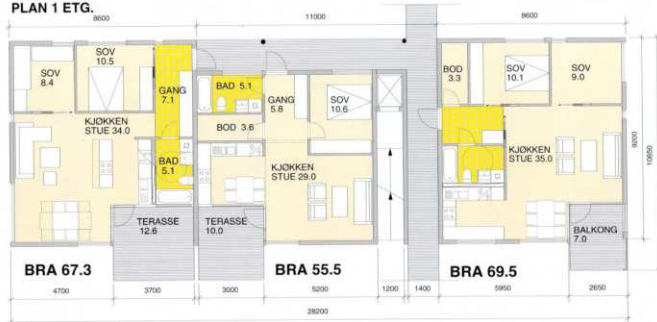 PLAN 1 ETG.
8600
11000
8600
SOV
8.4
SOV
10.5
GANG
7.1
BAD 5.1
GANG
5.8
BOD 3.6
SOV
10.6
BOD
3.3
SOV
10.1
SOV
9.0
KJØKKEN
STUE 34.0
BAD
5.1
KJØKKEN
STUE 29.0
KJØKKEN
STUE 35.0
9200
10650
TERASSE
12.6
TERASSE
10.0
BALKONG
7.0
BRA 67.3
BRA 55.5
BRA 69.5
4700
3700
3000
5200
1200
1400
5950
2650
28200